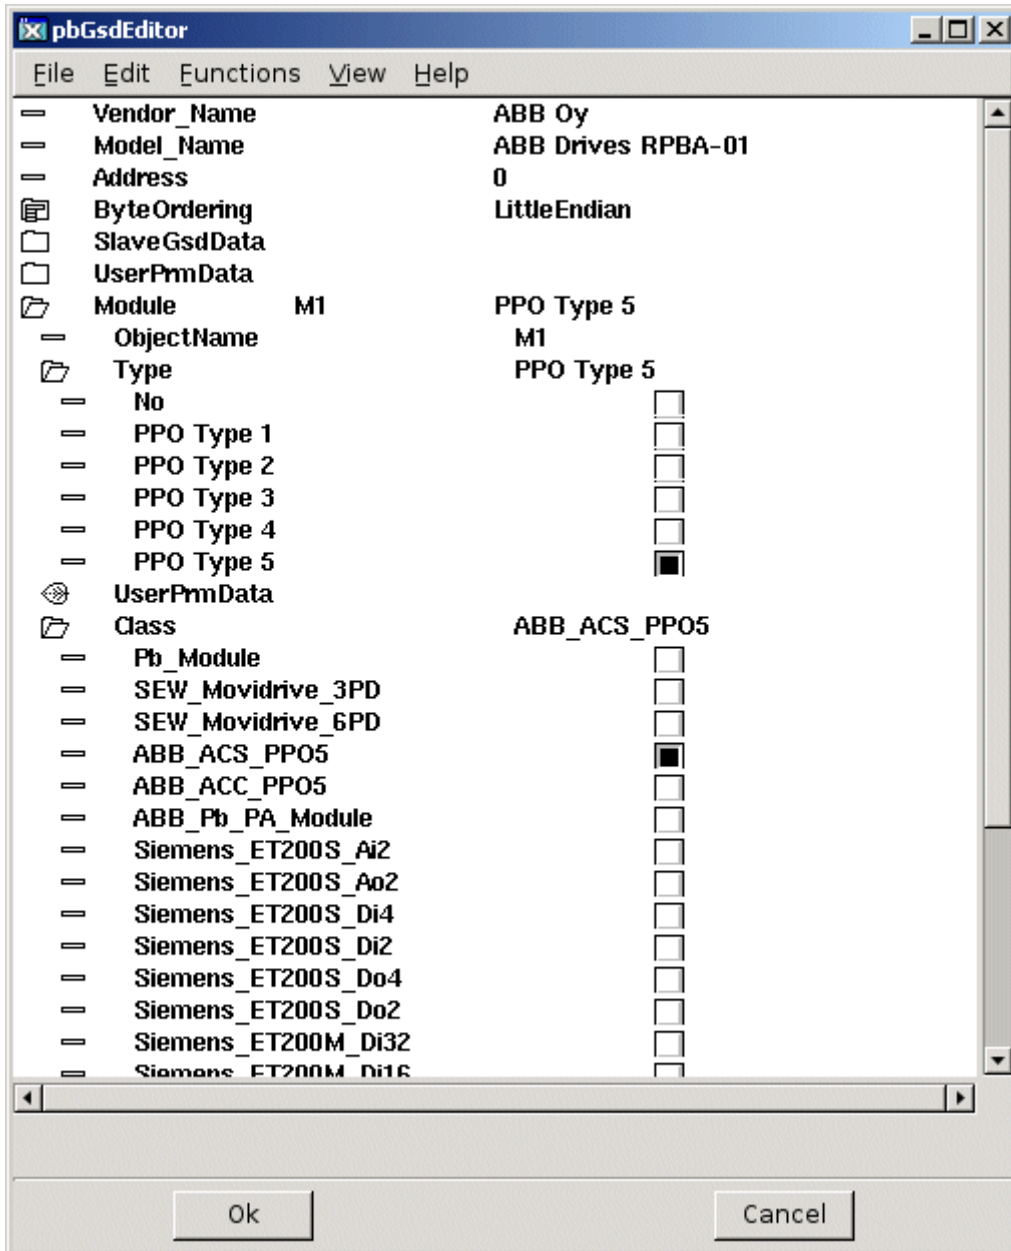 pbGsdEditor
File Edit Functions View Help
Vendor_Name ABB Oy
Model_Name ABB Drives RPBA-01
Address 0
ByteOrdering LittleEndian
SlaveGsdData
UserPrmData
Module M1 PPO Type 5
ObjectName M1
Type PPO Type 5
No
PPO Type 1
PPO Type 2
PPO Type 3
PPO Type 4
PPO Type 5
UserPrmData
Class ABB_ACS_PPO5
Pb_Module
SEW_Movidrive_3PD
SEW_Movidrive_6PD
ABB_ACS_PPO5
ABB_ACC_PPO5
ABB_Pb_PA_Module
Siemens_ET200S_Ai2
Siemens_ET200S_Ao2
Siemens_ET200S_Di4
Siemens_ET200S_Di2
Siemens_ET200S_Do4
Siemens_ET200S_Do2
Siemens_ET200M_Di32
Siemens_ET200M_Di16
Ok Cancel